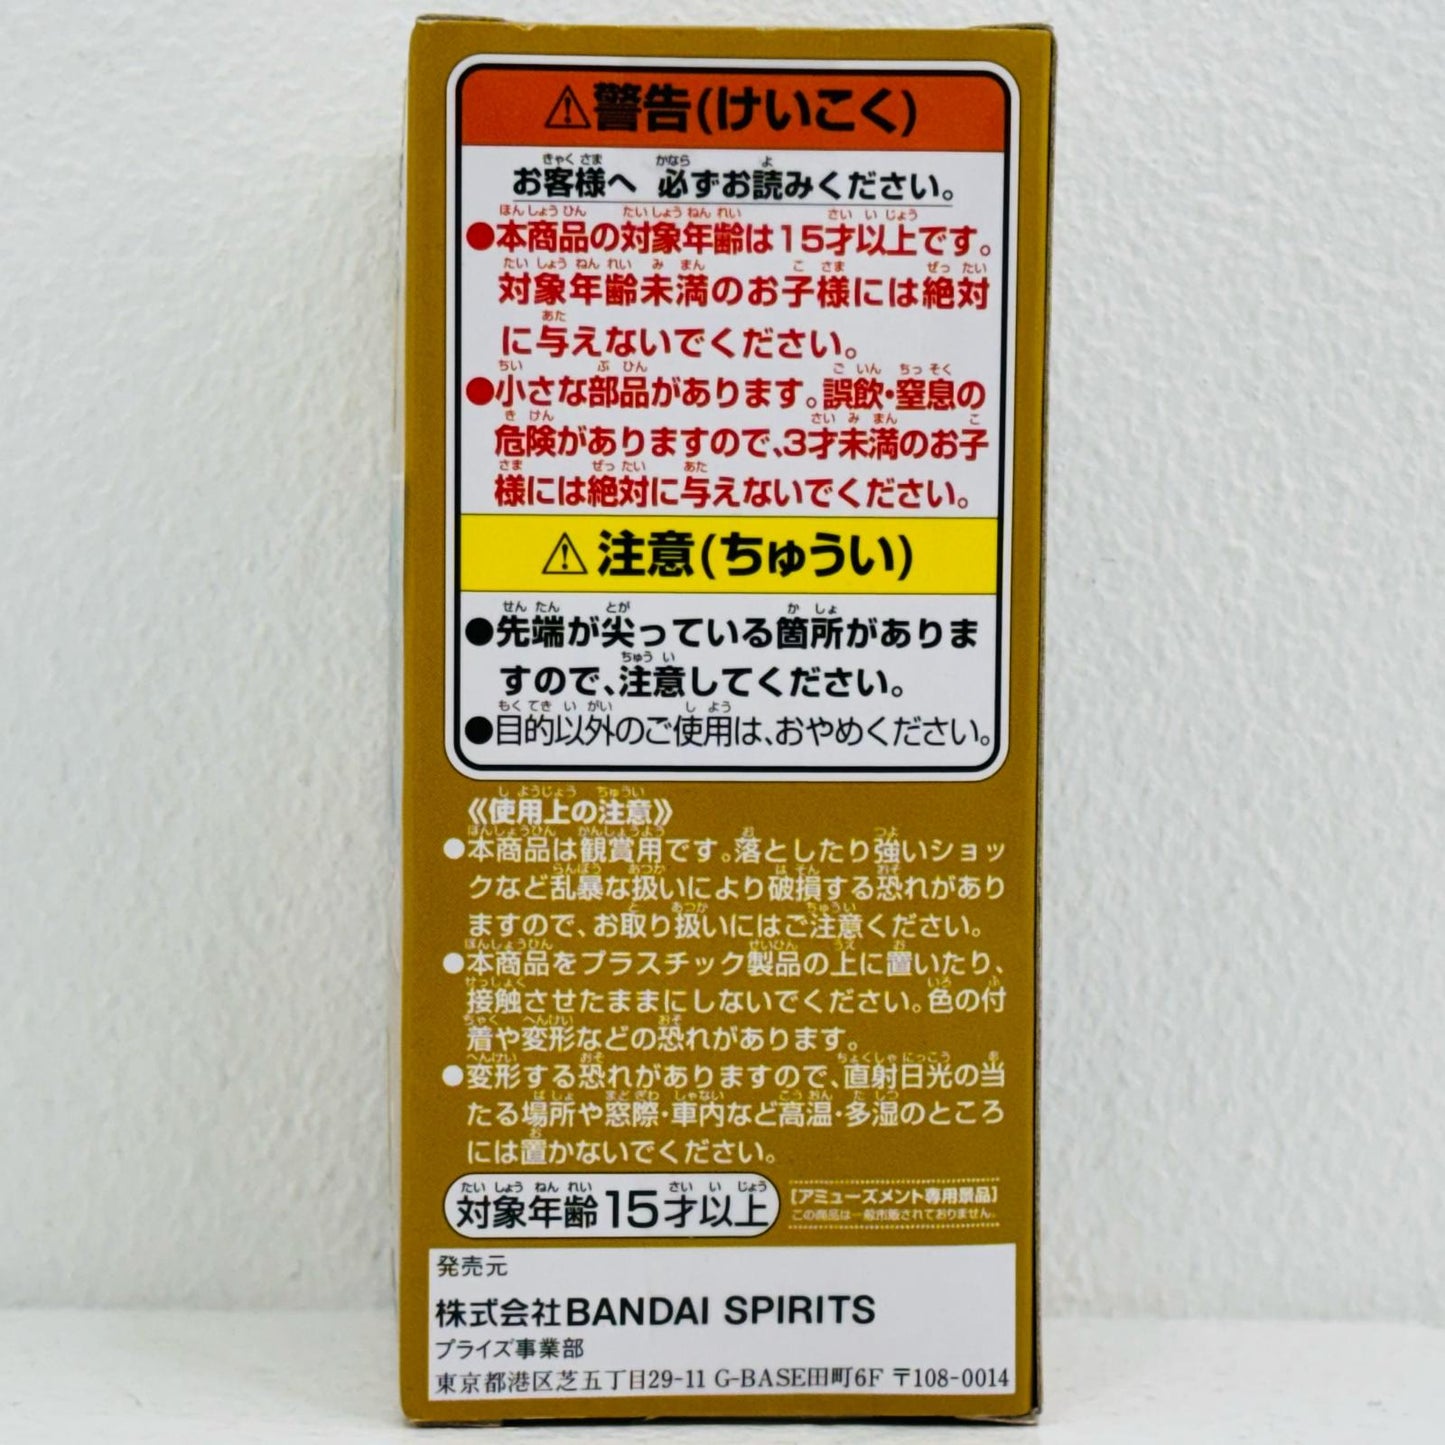 ⚠警告(けいこく)
お客様へ 必ずお読みください。
●本商品の対象年齢は15才以上です。
対象年齢未満のお子様には絶対
に与えないでください。
●小さな部品があります。誤飲・窒息の
危険がありますので、3才未満のお子
様には絶対に与えないでください。
⚠注意(ちゅうい)
●先端が尖っている箇所がありま
すので、注意してください。
●目的以外のご使用は、おやめください。
《使用上の注意》
●本商品は観賞用です。落としたり強いショッ
クなど乱暴な扱いにより破損する恐れがあり
ますので、お取り扱いにはご注意ください。
●本商品をプラスチック製品の上に置いたり、
接触させたままにしないでください。色の付
着や変形などの恐れがあります。
●変形する恐れがありますので、直射日光の当
たる場所や窓際・車内など高温・多湿のところ
には置かないでください。
対象年齢15才以上
[アミューズメント専用景品]
この商品は一般市販されておりません。
発売元
株式会社BANDAI SPIRITS
プライズ事業部
東京都港区芝五丁目29-11 G-BASE田町6F 〒108-0014